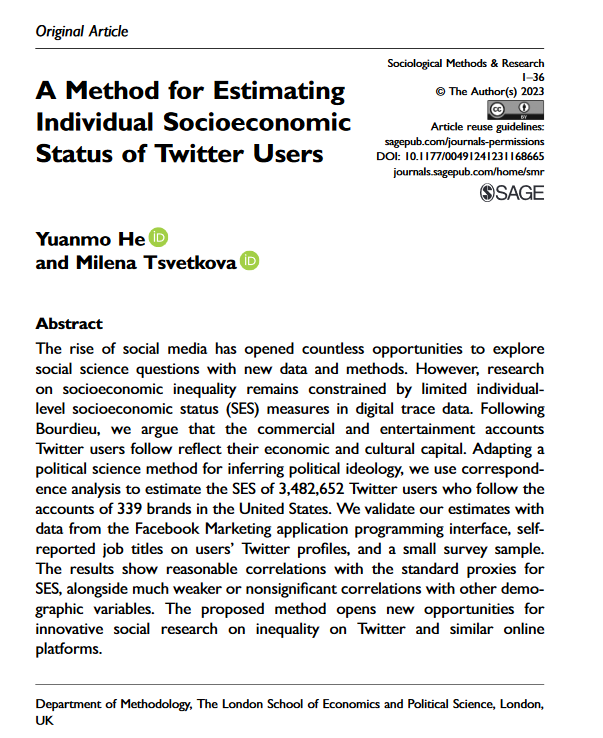 Original Article
Sociological Methods & Research
1–36
© The Author(s) 2023
cc
BY
Article reuse guidelines:
sagepub.com/journals-permissions
DOI: 10.1177/00491241231168665
journals.sagepub.com/home/smr
SAGE
A Method for Estimating
Individual Socioeconomic
Status of Twitter Users
Yuanmo He iD
and Milena Tsvetkova iD
Abstract
The rise of social media has opened countless opportunities to explore
social science questions with new data and methods. However, research
on socioeconomic inequality remains constrained by limited individual-
level socioeconomic status (SES) measures in digital trace data. Following
Bourdieu, we argue that the commercial and entertainment accounts
Twitter users follow reflect their economic and cultural capital. Adapting a
political science method for inferring political ideology, we use correspond-
ence analysis to estimate the SES of 3,482,652 Twitter users who follow the
accounts of 339 brands in the United States. We validate our estimates with
data from the Facebook Marketing application programming interface, self-
reported job titles on users’ Twitter profiles, and a small survey sample.
The results show reasonable correlations with the standard proxies for
SES, alongside much weaker or nonsignificant correlations with other demo-
graphic variables. The proposed method opens new opportunities for
innovative social research on inequality on Twitter and similar online
platforms.
Department of Methodology, The London School of Economics and Political Science, London,
UK